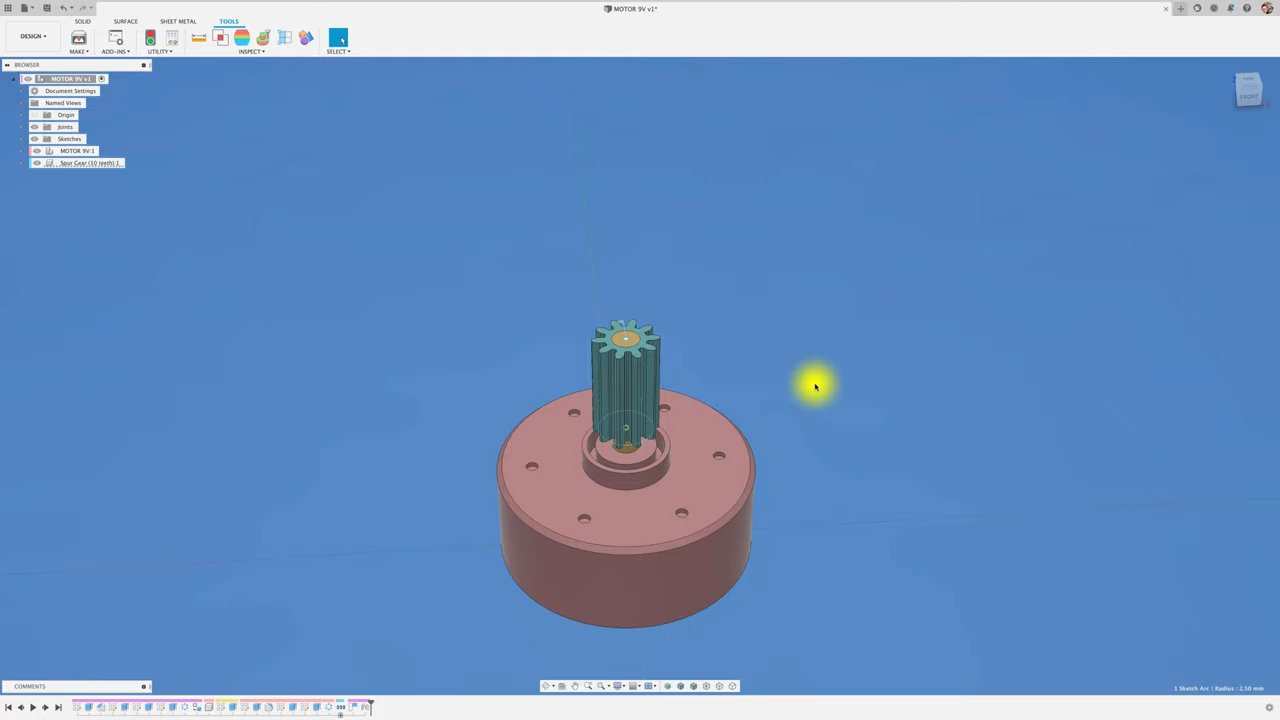 MOTOR 9V v1*
SOLID
SURFACE
SHEET METAL
TOOLS
DESIGN
MAKE
ADD-INS
UTILITY
INSPECT
SELECT
BROWSER
MOTOR 9V v1
Document Settings
Named Views
Origin
Joints
Sketches
MOTOR 9V:1
Spur Gear (10 teeth):1
FRONT
COMMENTS
1 Sketch Arc | Radius : 2.50 mm